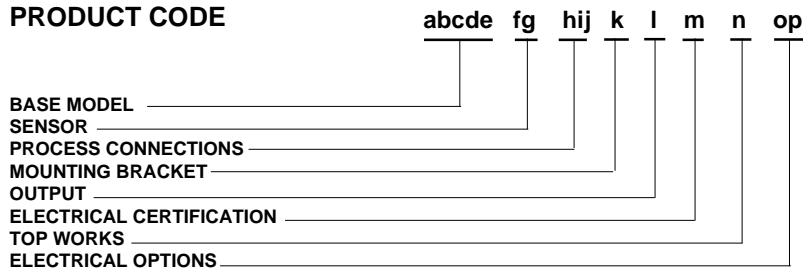 PRODUCT CODE abcde fg hij k l m n op
BASE MODEL
SENSOR
PROCESS CONNECTIONS
MOUNTING BRACKET
OUTPUT
ELECTRICAL CERTIFICATION
TOP WORKS
ELECTRICAL OPTIONS